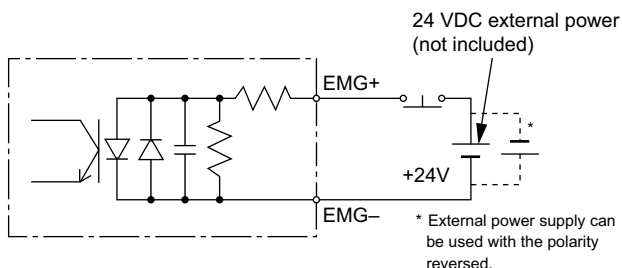 24 VDC external power
(not included)
EMG+
*
+24V
EMG–
* External power supply can
be used with the polarity
reversed.